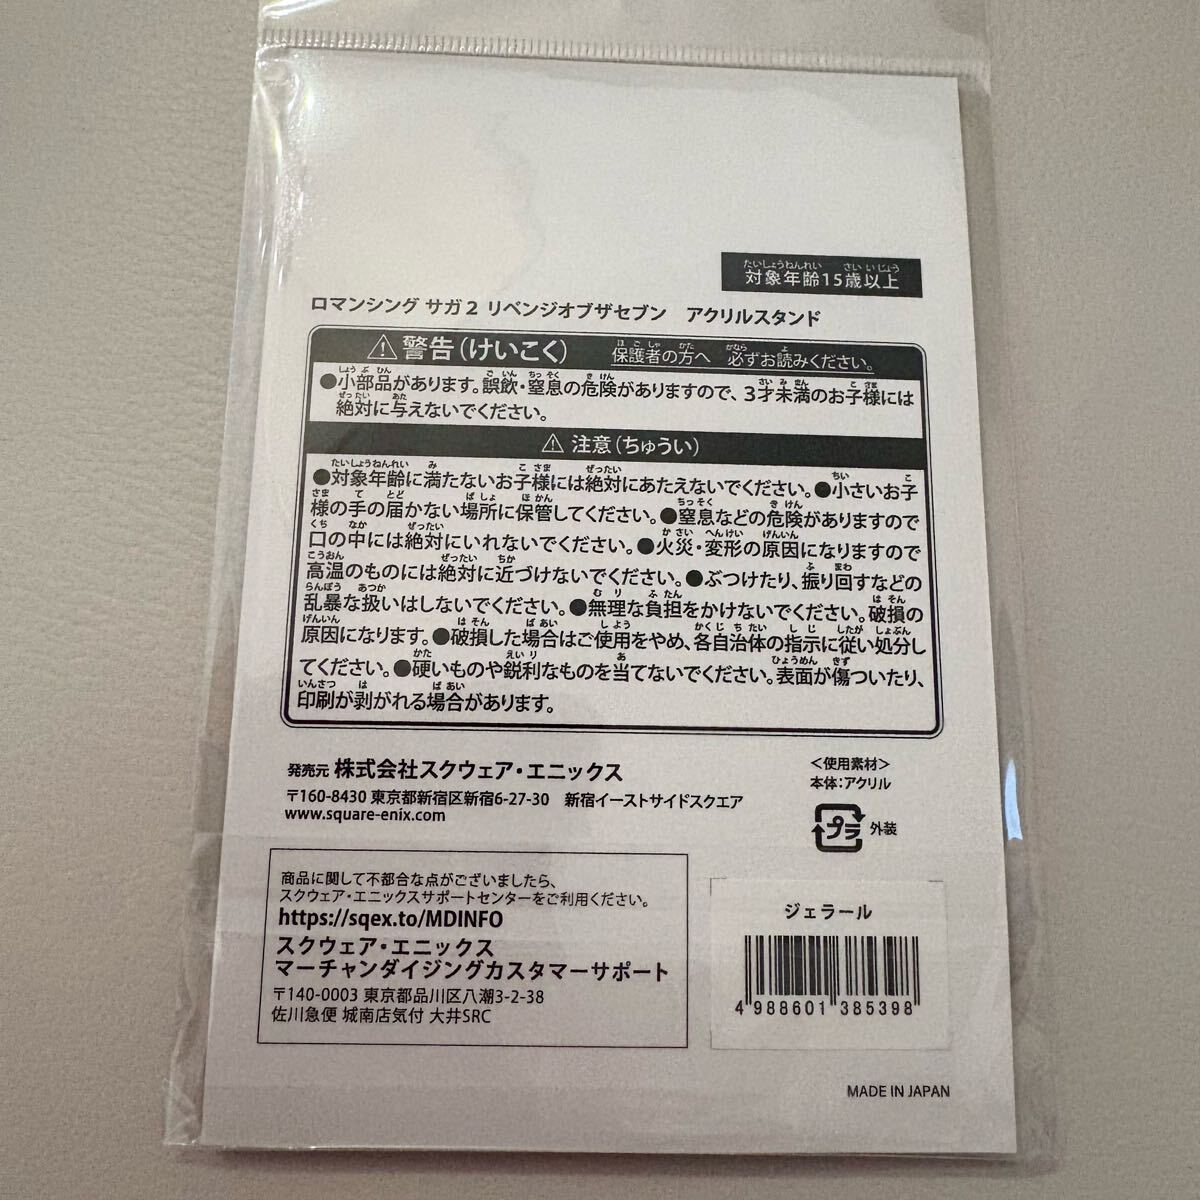 対象年齢15歳以上
ロマンシング サガ2 リベンジオブザセブン　アクリルスタンド
⚠警告(けいこく)　保護者の方へ 必ずお読みください。
●小部品があります。誤飲・窒息の危険がありますので、3才未満のお子様には
絶対に与えないでください。
⚠注意(ちゅうい)
●対象年齢に満たないお子様には絶対にあたえないでください。●小さいお子
様の手の届かない場所に保管してください。●窒息などの危険がありますので
口の中には絶対にいれないでください。●火災・変形の原因になりますので
高温のものには絶対に近づけないでください。●ぶつけたり、振り回すなどの
乱暴な扱いはしないでください。●無理な負担をかけないでください。破損の
原因になります。●破損した場合はご使用をやめ、各自治体の指示に従い処分し
てください。●硬いものや鋭利なものを当てないでください。表面が傷ついたり、
印刷が剥がれる場合があります。
発売元 株式会社スクウェア・エニックス
〒160-8430 東京都新宿区新宿6-27-30　新宿イーストサイドスクエア
www.square-enix.com
＜使用素材＞
本体：アクリル
プラ 外装
商品に関して不都合な点がございましたら、
スクウェア・エニックスサポートセンターをご利用ください。
https://sqex.to/MDINFO
スクウェア・エニックス
マーチャンダイジングカスタマーサポート
〒140-0003 東京都品川区八潮3-2-38
佐川急便 城南店気付 大井SRC
ジェラール
4 988601 385398
MADE IN JAPAN